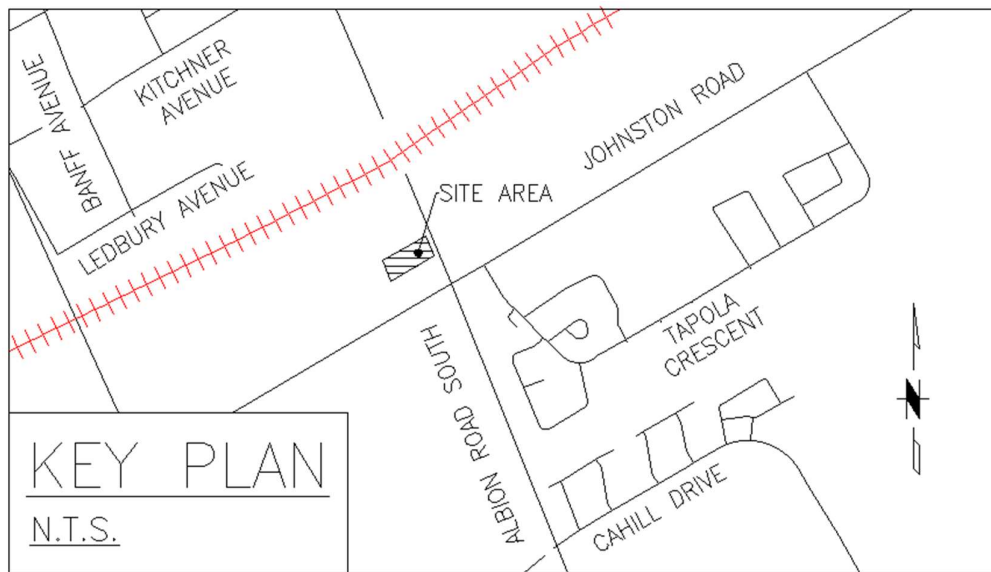 BANFF AVENUE
KITCHNER
AVENUE
LEDBURY AVENUE
JOHNSTON ROAD
SITE AREA
TAPOLA
CRESCENT
ALBION ROAD SOUTH
CAHILL DRIVE
N
KEY PLAN
N.T.S.